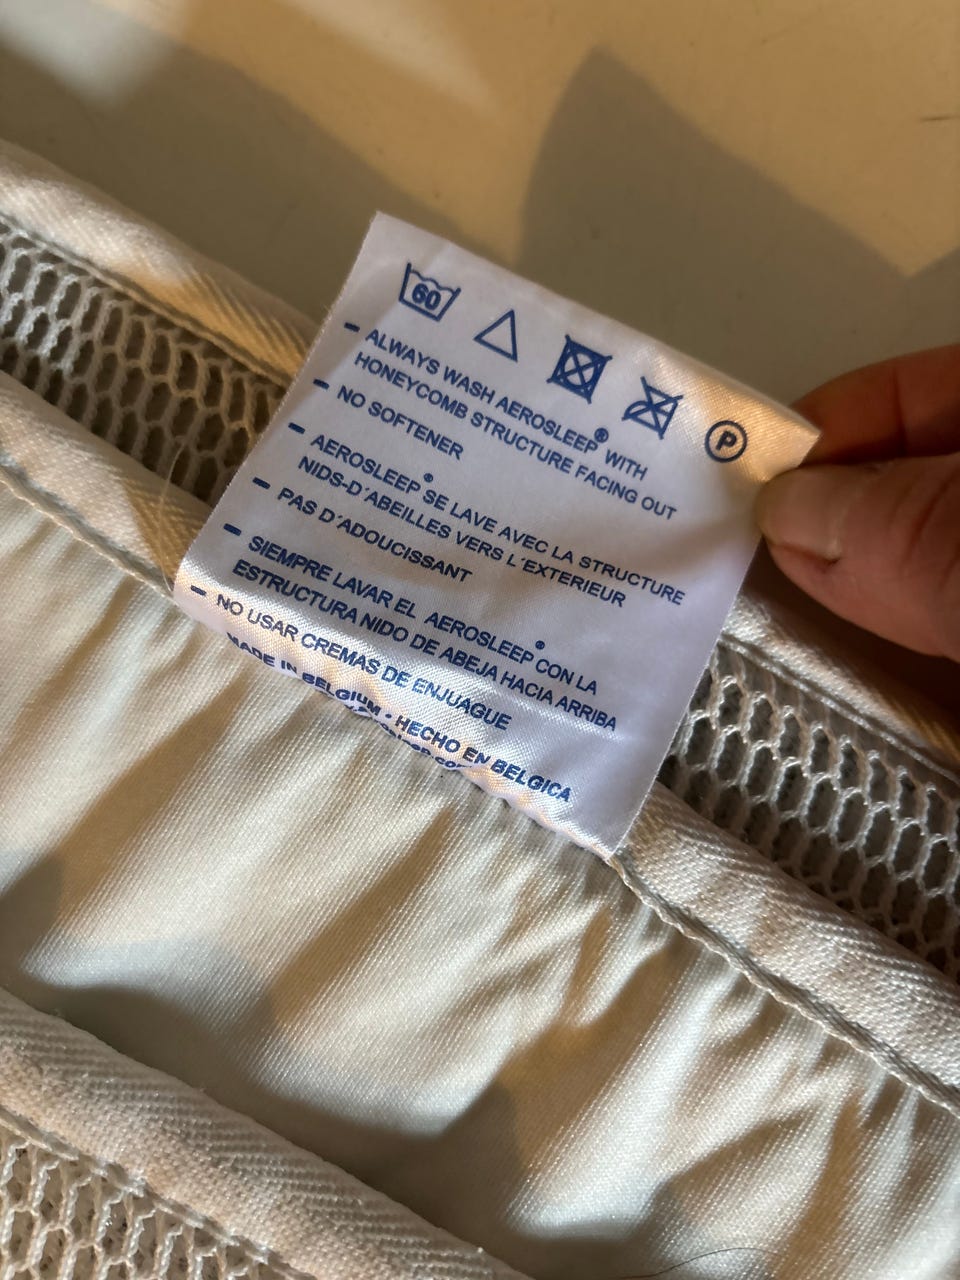 60
P
- ALWAYS WASH AEROSLEEP® WITH
HONEYCOMB STRUCTURE FACING OUT
- NO SOFTENER
- AEROSLEEP® SE LAVE AVEC LA STRUCTURE
NIDS-D´ABEILLES VERS L´EXTERIEUR
- PAS D´ADOUCISSANT
- SIEMPRE LAVAR EL AEROSLEEP® CON LA
ESTRUCTURA NIDO DE ABEJA HACIA ARRIBA
- NO USAR CREMAS DE ENJUAGUE
MADE IN BELGIUM • HECHO EN BELGICA